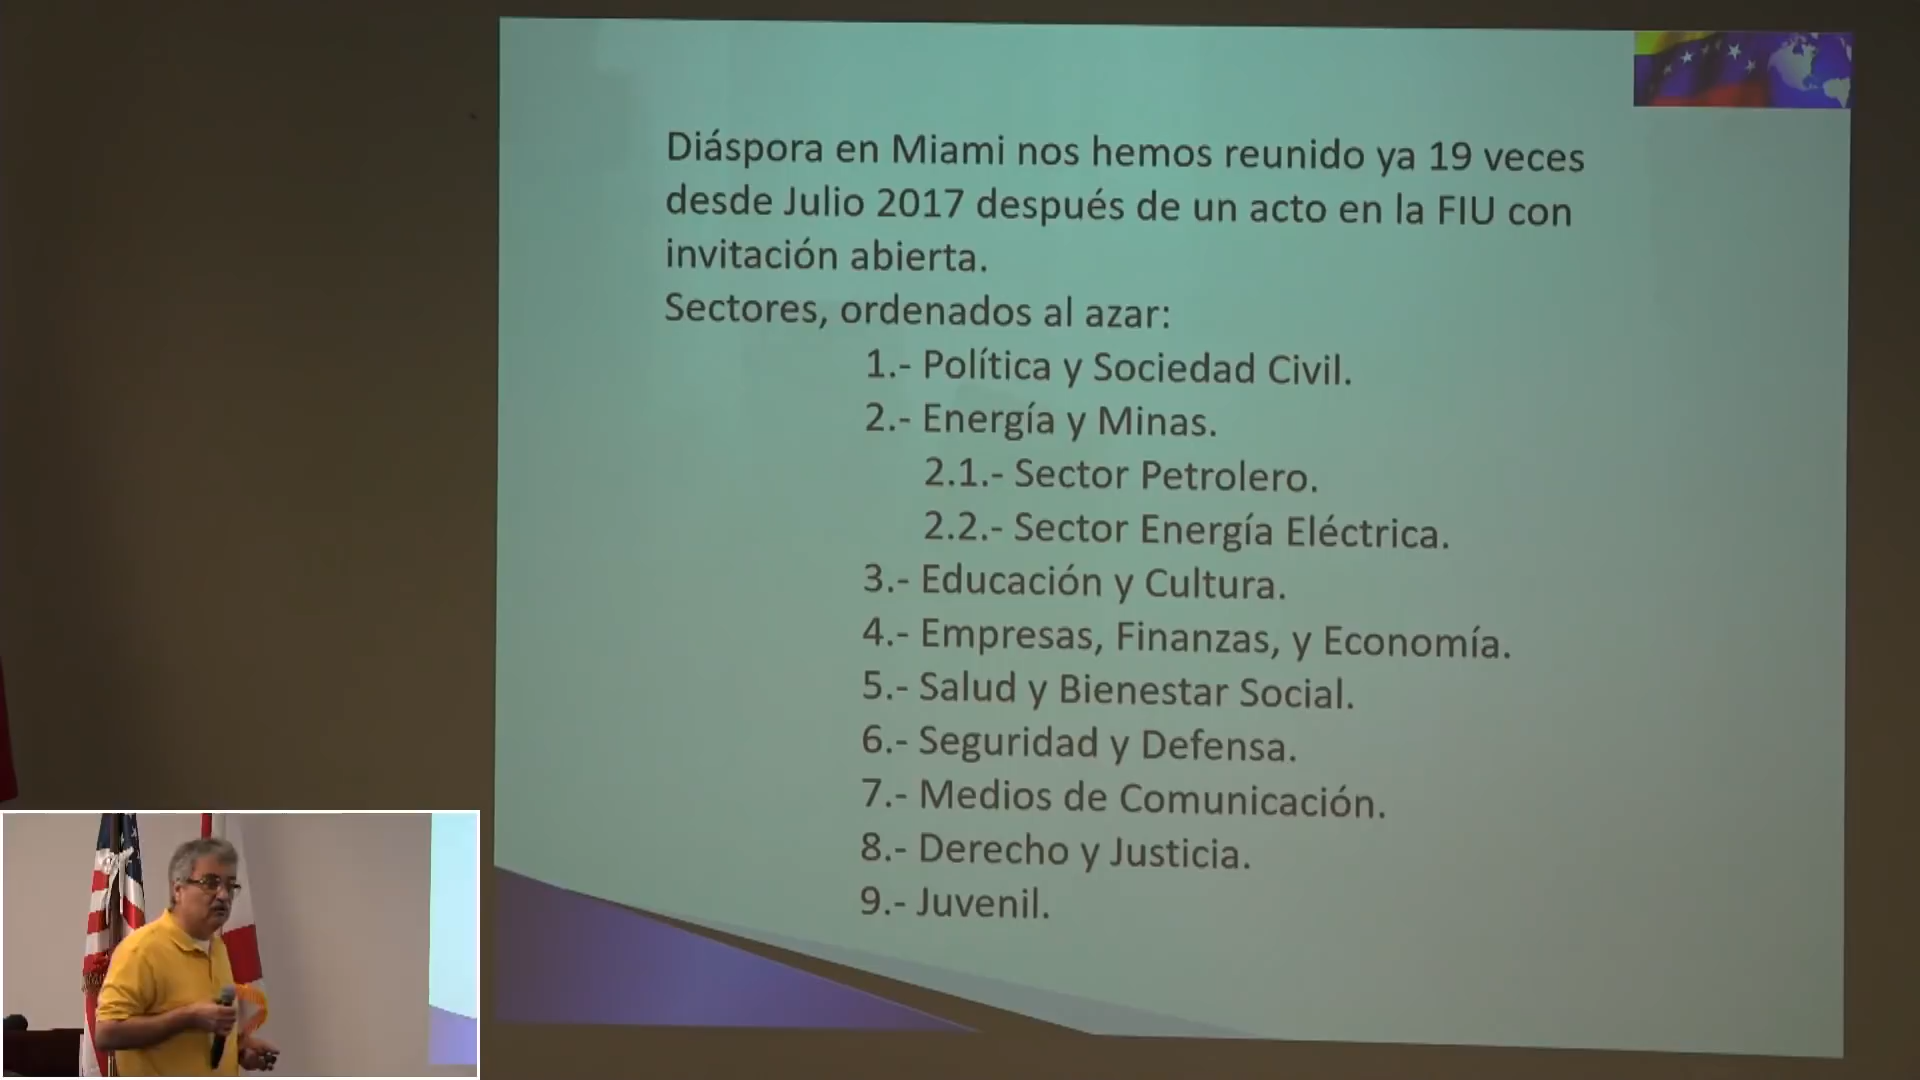 Diáspora en Miami nos hemos reunido ya 19 veces
desde Julio 2017 después de un acto en la FIU con
invitación abierta.
Sectores, ordenados al azar:
1.- Política y Sociedad Civil.
2.- Energía y Minas.
2.1.- Sector Petrolero.
2.2.- Sector Energía Eléctrica.
3.- Educación y Cultura.
4.- Empresas, Finanzas, y Economía.
5.- Salud y Bienestar Social.
6.- Seguridad y Defensa.
7.- Medios de Comunicación.
8.- Derecho y Justicia.
9.- Juvenil.